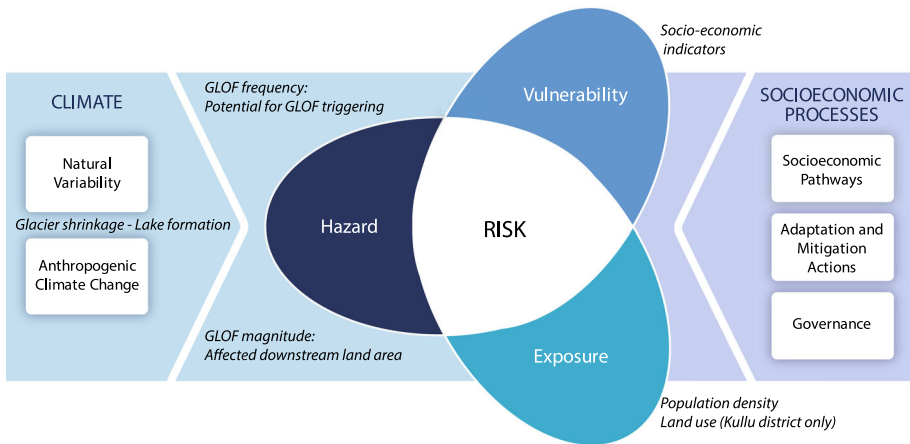 CLIMATE
Natural
Variability
Glacier shrinkage - Lake formation
Anthropogenic
Climate Change
GLOF frequency:
Potential for GLOF triggering
Hazard
GLOF magnitude:
Affected downstream land area
Socio-economic
indicators
Vulnerability
RISK
Exposure
Population density
Land use (Kullu district only)
SOCIOECONOMIC
PROCESSES
Socioeconomic
Pathways
Adaptation and
Mitigation
Actions
Governance